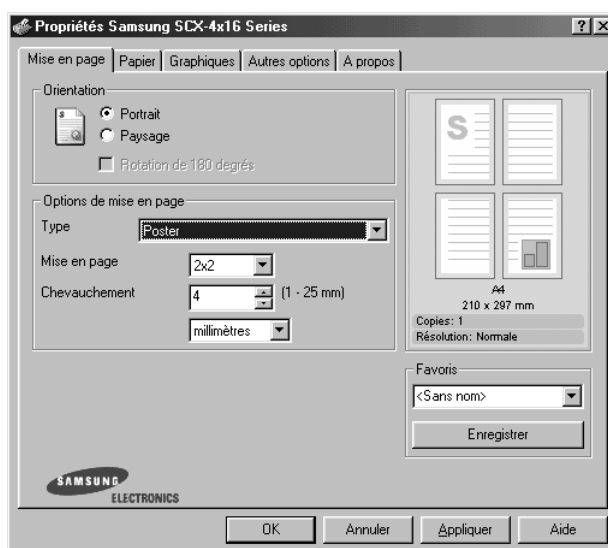 Propriétés Samsung SCX-4x16 Series
Mise en page Papier Graphiques Autres options A propos
Orientation
Portrait
Paysage
Rotation de 180 degrés
Options de mise en page
Type Poster
Mise en page 2x2
Chevauchement 4 (1 - 25 mm)
millimètres
SAMSUNG
ELECTRONICS
S
A4
210 x 297 mm
Copies: 1
Résolution: Normale
Favoris
<Sans nom>
Enregistrer
OK Annuler Appliquer Aide